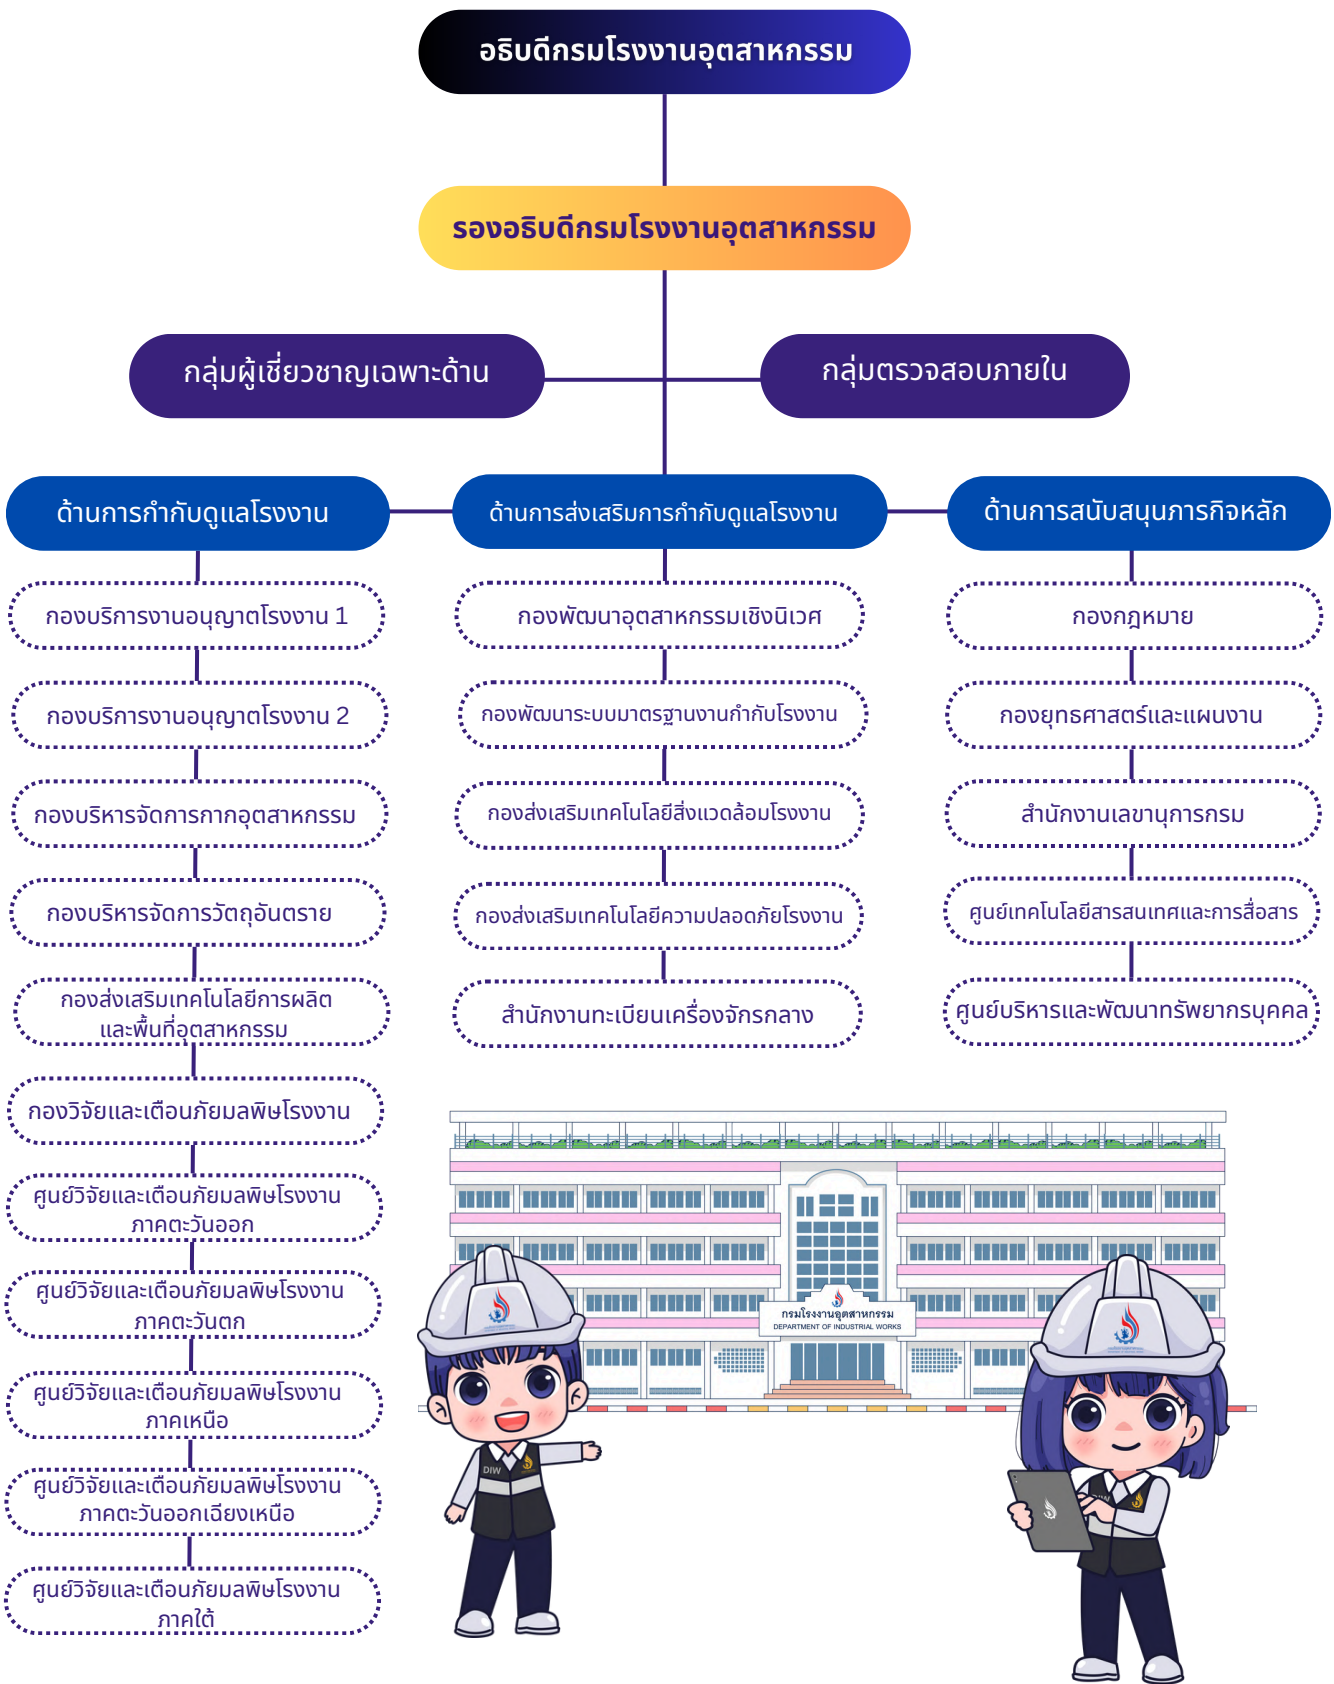 อธิบดีกรมโรงงานอุตสาหกรรม
รองอธิบดีกรมโรงงานอุตสาหกรรม
กลุ่มผู้เชี่ยวชาญเฉพาะด้าน
กลุ่มตรวจสอบภายใน
ด้านการกำกับดูแลโรงงาน
กองบริการงานอนุญาตโรงงาน 1
กองบริการงานอนุญาตโรงงาน 2
กองบริหารจัดการกากอุตสาหกรรม
กองบริหารจัดการวัตถุอันตราย
กองส่งเสริมเทคโนโลยีการผลิต
และพื้นที่อุตสาหกรรม
กองวิจัยและเตือนภัยมลพิษโรงงาน
ศูนย์วิจัยและเตือนภัยมลพิษโรงงาน
ภาคตะวันออก
ศูนย์วิจัยและเตือนภัยมลพิษโรงงาน
ภาคตะวันตก
ศูนย์วิจัยและเตือนภัยมลพิษโรงงาน
ภาคเหนือ
ศูนย์วิจัยและเตือนภัยมลพิษโรงงาน
ภาคตะวันออกเฉียงเหนือ
ศูนย์วิจัยและเตือนภัยมลพิษโรงงาน
ภาคใต้
ด้านการส่งเสริมการกำกับดูแลโรงงาน
กองพัฒนาอุตสาหกรรมเชิงนิเวศ
กองพัฒนาระบบมาตรฐานงานกำกับโรงงาน
กองส่งเสริมเทคโนโลยีสิ่งแวดล้อมโรงงาน
กองส่งเสริมเทคโนโลยีความปลอดภัยโรงงาน
สำนักงานทะเบียนเครื่องจักรกลาง
ด้านการสนับสนุนภารกิจหลัก
กองกฎหมาย
กองยุทธศาสตร์และแผนงาน
สำนักงานเลขานุการกรม
ศูนย์เทคโนโลยีสารสนเทศและการสื่อสาร
ศูนย์บริหารและพัฒนาทรัพยากรบุคคล
กรมโรงงานอุตสาหกรรม
DEPARTMENT OF INDUSTRIAL WORKS
DIW
DIW